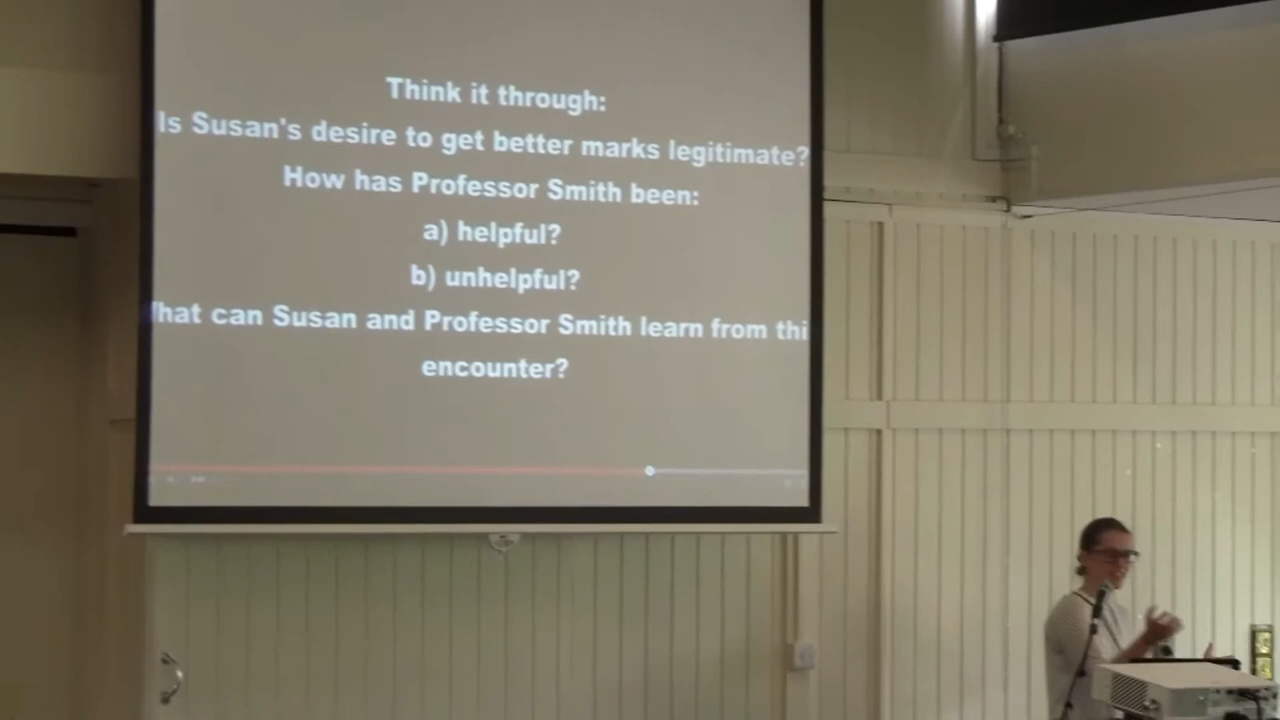 Think it through:
Is Susan's desire to get better marks legitimate?
How has Professor Smith been:
a) helpful?
b) unhelpful?
hat can Susan and Professor Smith learn from thi
encounter?